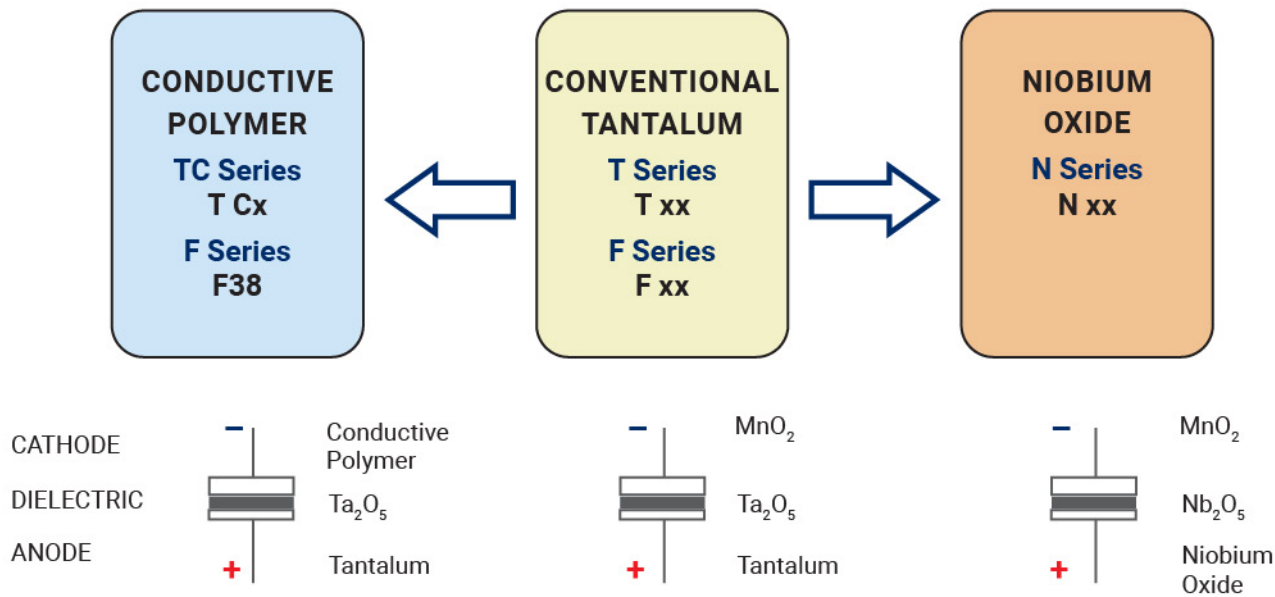 CONDUCTIVE
POLYMER
TC Series
T Cx
F Series
F38
CONVENTIONAL
TANTALUM
T Series
T xx
F Series
F xx
NIOBIUM
OXIDE
N Series
N xx
CATHODE
DIELECTRIC
ANODE
−
Conductive
Polymer
Ta₂O₅
+
Tantalum
−
MnO₂
Ta₂O₅
+
Tantalum
−
MnO₂
Nb₂O₅
+
Niobium
Oxide